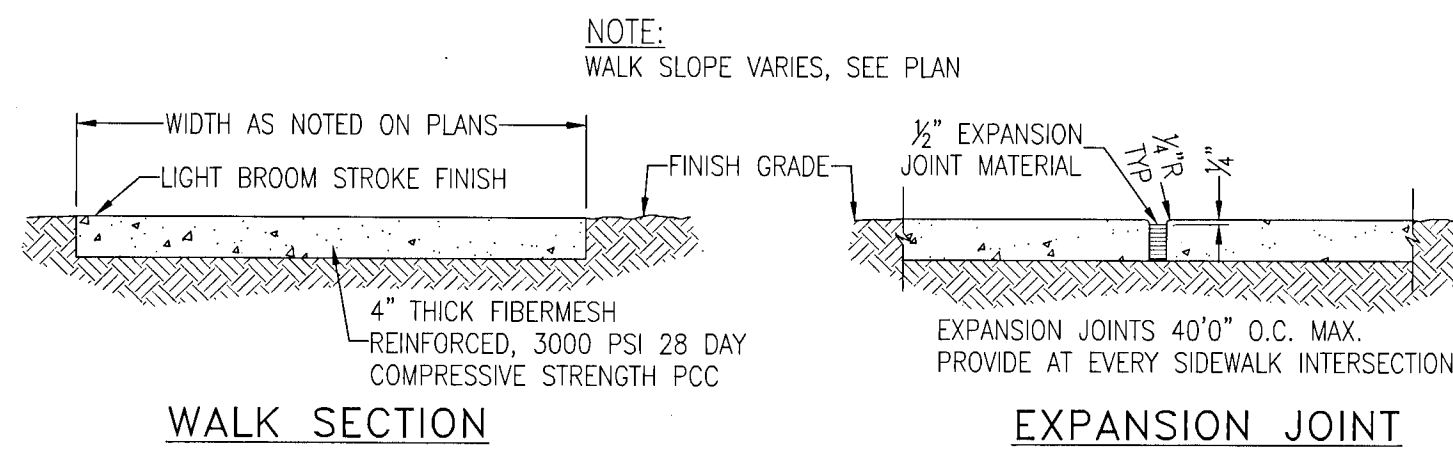 NOTE:
WALK SLOPE VARIES, SEE PLAN
WIDTH AS NOTED ON PLANS
LIGHT BROOM STROKE FINISH
FINISH GRADE
4" THICK FIBERMESH
REINFORCED, 3000 PSI 28 DAY
COMPRESSIVE STRENGTH PCC
WALK SECTION
½" EXPANSION
JOINT MATERIAL
¼"R
TYP
¼"
EXPANSION JOINTS 40'0" O.C. MAX.
PROVIDE AT EVERY SIDEWALK INTERSECTION
EXPANSION JOINT